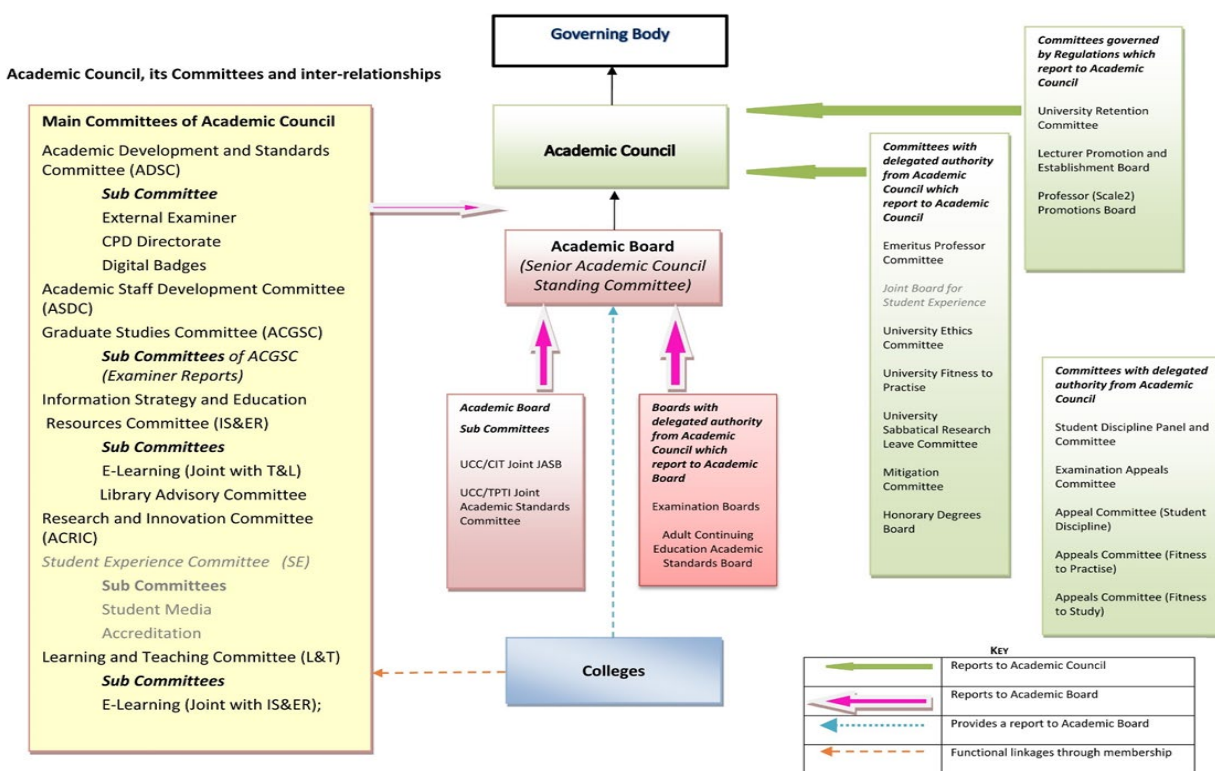 Academic Council, its Committees and inter-relationships
Governing Body
Academic Council
Academic Board
(Senior Academic Council
Standing Committee)
Main Committees of Academic Council
Academic Development and Standards
Committee (ADSC)
Sub Committee
External Examiner
CPD Directorate
Digital Badges
Academic Staff Development Committee
(ASDC)
Graduate Studies Committee (ACGSC)
Sub Committees of ACGSC
(Examiner Reports)
Information Strategy and Education
Resources Committee (IS&ER)
Sub Committees
E-Learning (Joint with T&L)
Library Advisory Committee
Research and Innovation Committee
(ACRIC)
Student Experience Committee (SE)
Sub Committees
Student Media
Accreditation
Learning and Teaching Committee (L&T)
Sub Committees
E-Learning (Joint with IS&ER);
Academic Board
Sub Committees
UCC/CIT Joint JASB
UCC/TPTI Joint
Academic Standards
Committee
Boards with
delegated authority
from Academic
Council which
report to Academic
Board
Examination Boards
Adult Continuing
Education Academic
Standards Board
Colleges
Committees with
delegated authority
from Academic
Council which
report to Academic
Council
Emeritus Professor
Committee
Joint Board for
Student Experience
University Ethics
Committee
University Fitness to
Practise
University
Sabbatical Research
Leave Committee
Mitigation
Committee
Honorary Degrees
Board
Committees governed
by Regulations which
report to Academic
Council
University Retention
Committee
Lecturer Promotion and
Establishment Board
Professor (Scale2)
Promotions Board
Committees with delegated
authority from Academic
Council
Student Discipline Panel and
Committee
Examination Appeals
Committee
Appeal Committee (Student
Discipline)
Appeals Committee (Fitness
to Practise)
Appeals Committee (Fitness
to Study)
KEY
Reports to Academic Council
Reports to Academic Board
Provides a report to Academic Board
Functional linkages through membership